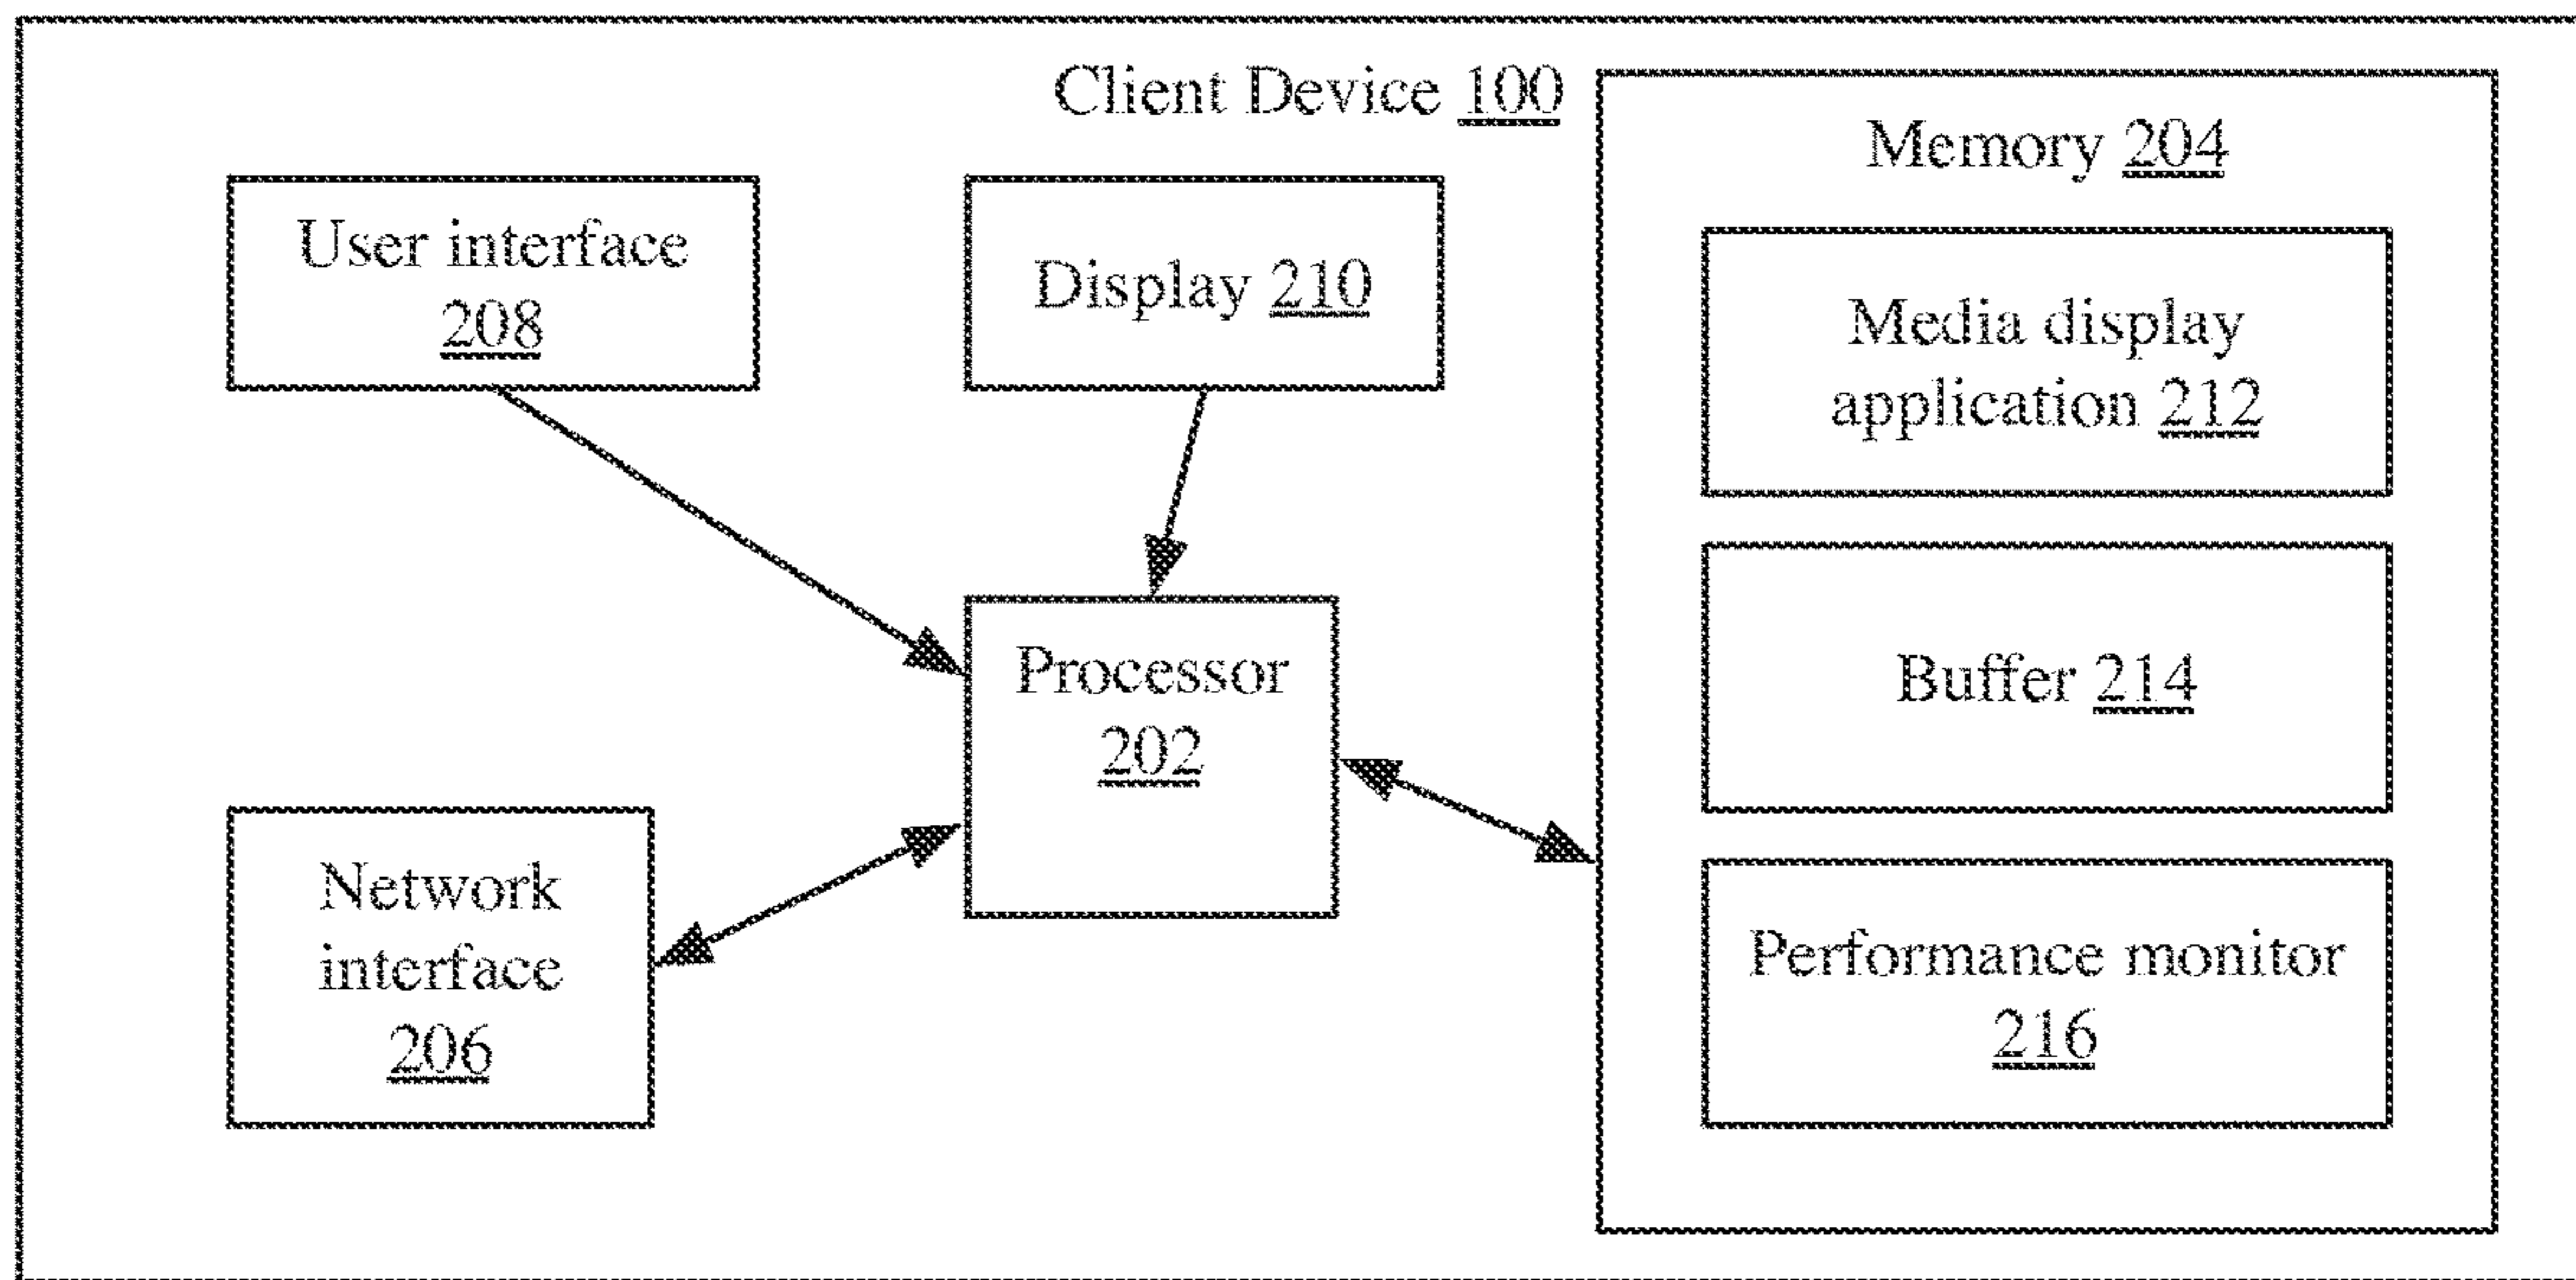 Client Device 100
User interface
208
Display 210
Processor
202
Network
interface
206
Memory 204
Media display
application 212
Buffer 214
Performance monitor
216